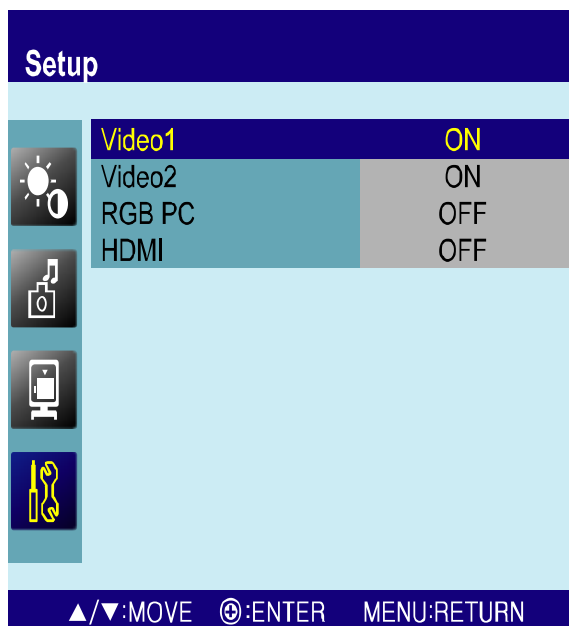 Setup
Video1 ON
Video2 ON
RGB PC OFF
HDMI OFF
▲/▼:MOVE ⊕:ENTER MENU:RETURN